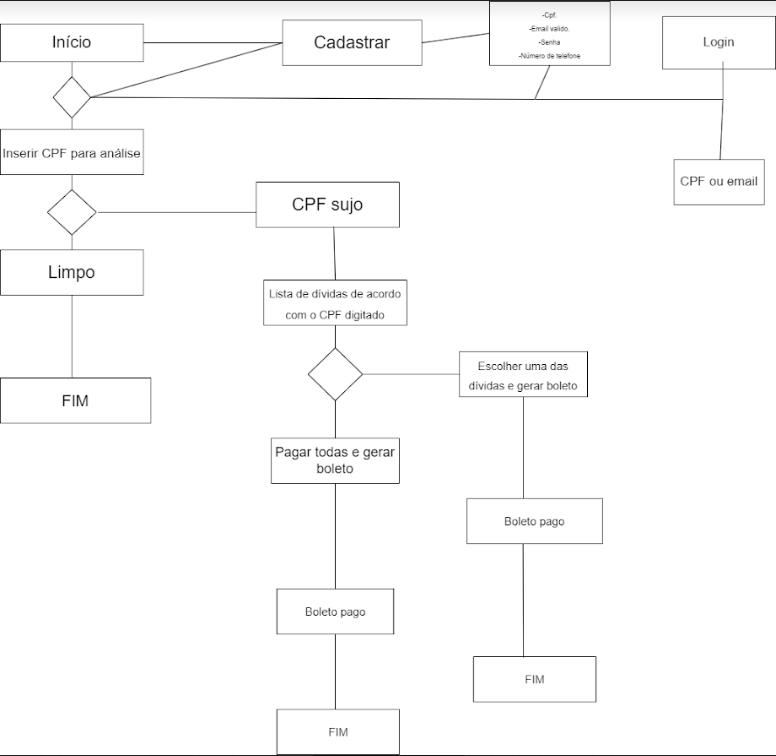 Início
Cadastrar
-Cpf.
-Email valido.
-Senha
-Número de telefone
Login
Inserir CPF para análise
CPF ou email
CPF sujo
Limpo
Lista de dívidas de acordo
com o CPF digitado
Escolher uma das
dívidas e gerar boleto
FIM
Pagar todas e gerar
boleto
Boleto pago
Boleto pago
FIM
FIM